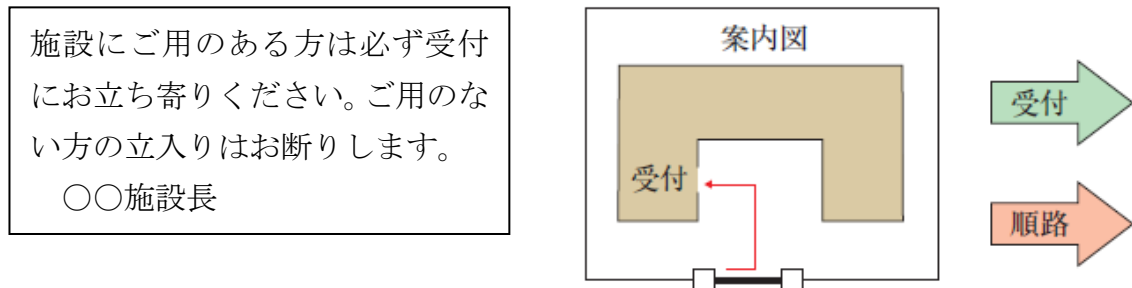 施設にご用のある方は必ず受付
にお立ち寄りください。ご用のな
い方の立入りはお断りします。
○○施設長
案内図
受付
受付
順路